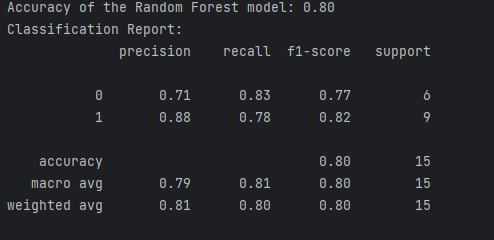 Accuracy of the Random Forest model: 0.80
Classification Report:
precision recall f1-score support
0 0.71 0.83 0.77 6
1 0.88 0.78 0.82 9
accuracy 0.80 15
macro avg 0.79 0.81 0.80 15
weighted avg 0.81 0.80 0.80 15